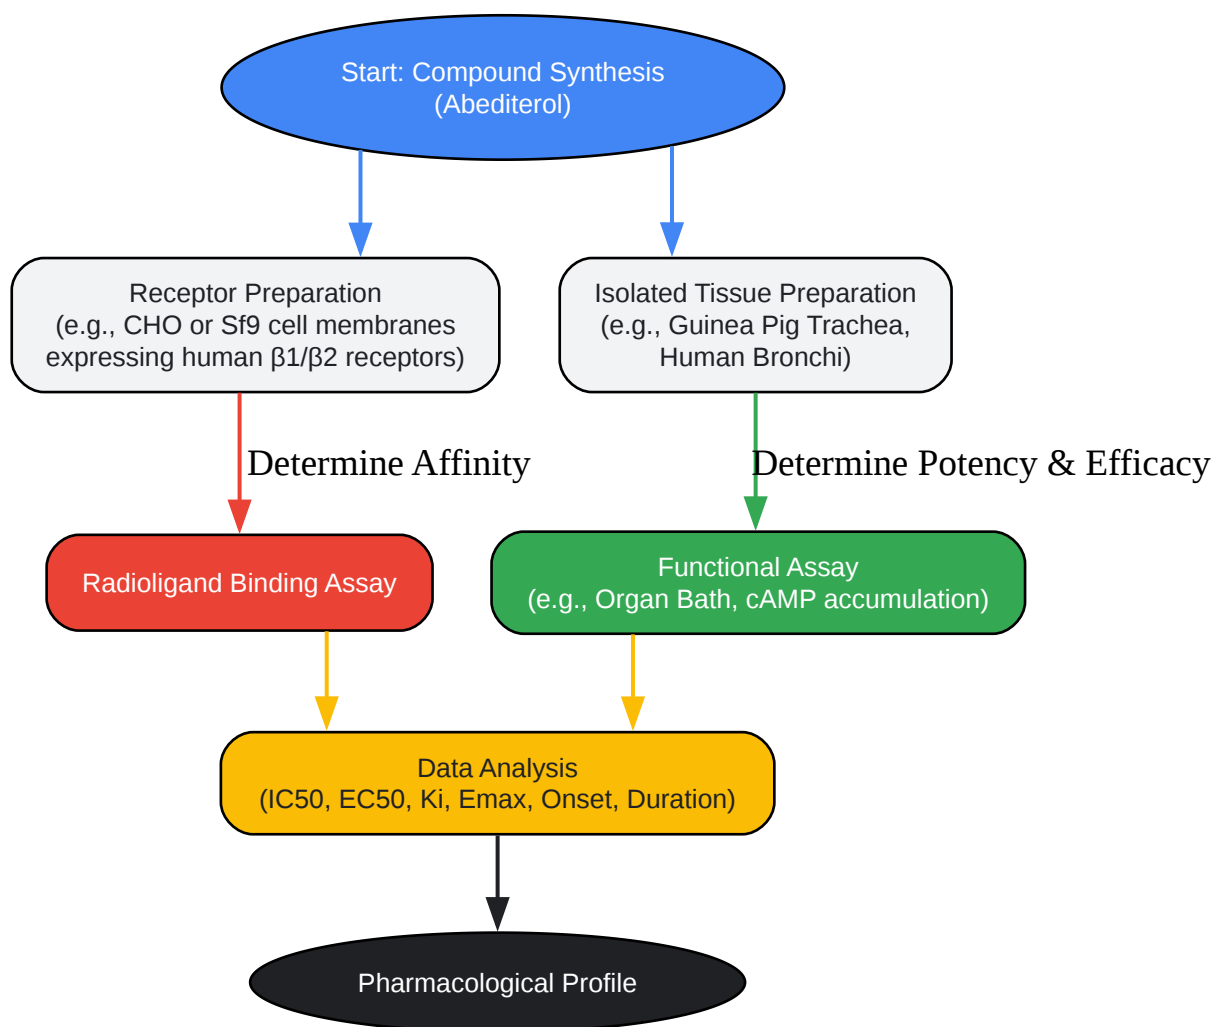 Start: Compound Synthesis
(Abediterol)
Receptor Preparation
(e.g., CHO or Sf9 cell membranes
expressing human β1/β2 receptors)
Isolated Tissue Preparation
(e.g., Guinea Pig Trachea,
Human Bronchi)
Determine Affinity
Determine Potency & Efficacy
Radioligand Binding Assay
Functional Assay
(e.g., Organ Bath, cAMP accumulation)
Data Analysis
(IC50, EC50, Ki, Emax, Onset, Duration)
Pharmacological Profile